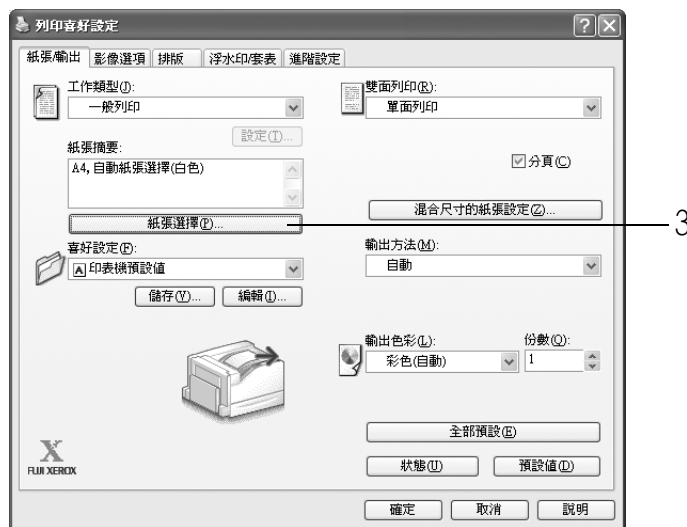 列印喜好設定
紙張/輸出 影像選項 排版 浮水印/套表 進階設定
工作類型(J):
一般列印
設定(I)...
紙張摘要:
A4, 自動紙張選擇(白色)
紙張選擇(P)...
喜好設定(F):
A 印表機預設值
儲存(V)... 編輯(I)...
FUJI XEROX
雙面列印(R):
單面列印
分頁(C)
混合尺寸的紙張設定(Z)...
3
輸出方法(M):
自動
輸出色彩(L): 份數(O):
彩色(自動) 1
全部預設(E)
狀態(U) 預設值(D)
確定 取消 說明